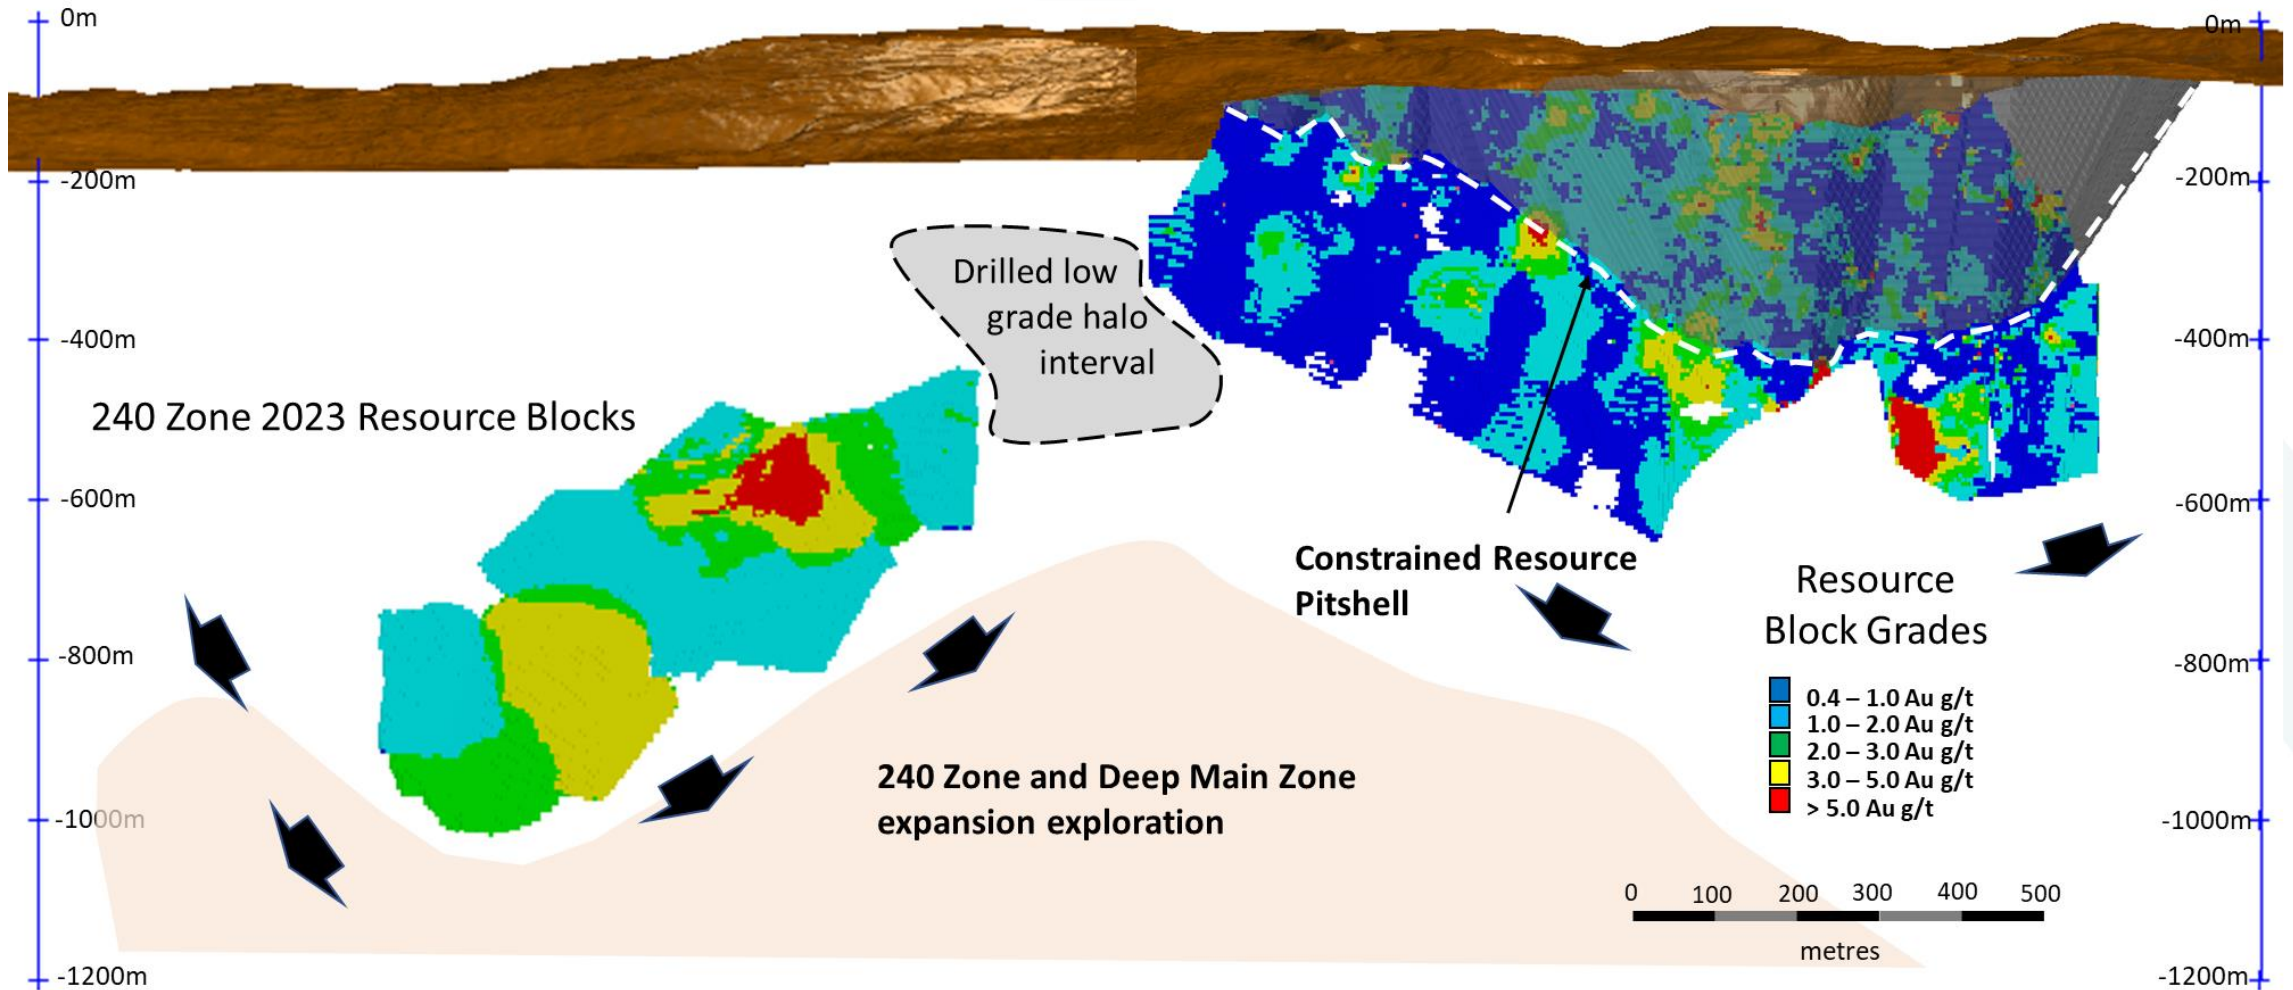 0m
0m
-200m
-200m
Drilled low
grade halo
interval
-400m
-400m
240 Zone 2023 Resource Blocks
-600m
-600m
Constrained Resource
Pitshell
Resource
Block Grades
-800m
-800m
0.4 – 1.0 Au g/t
1.0 – 2.0 Au g/t
2.0 – 3.0 Au g/t
3.0 – 5.0 Au g/t
> 5.0 Au g/t
240 Zone and Deep Main Zone
expansion exploration
-1000m
-1000m
0 100 200 300 400 500
metres
-1200m
-1200m